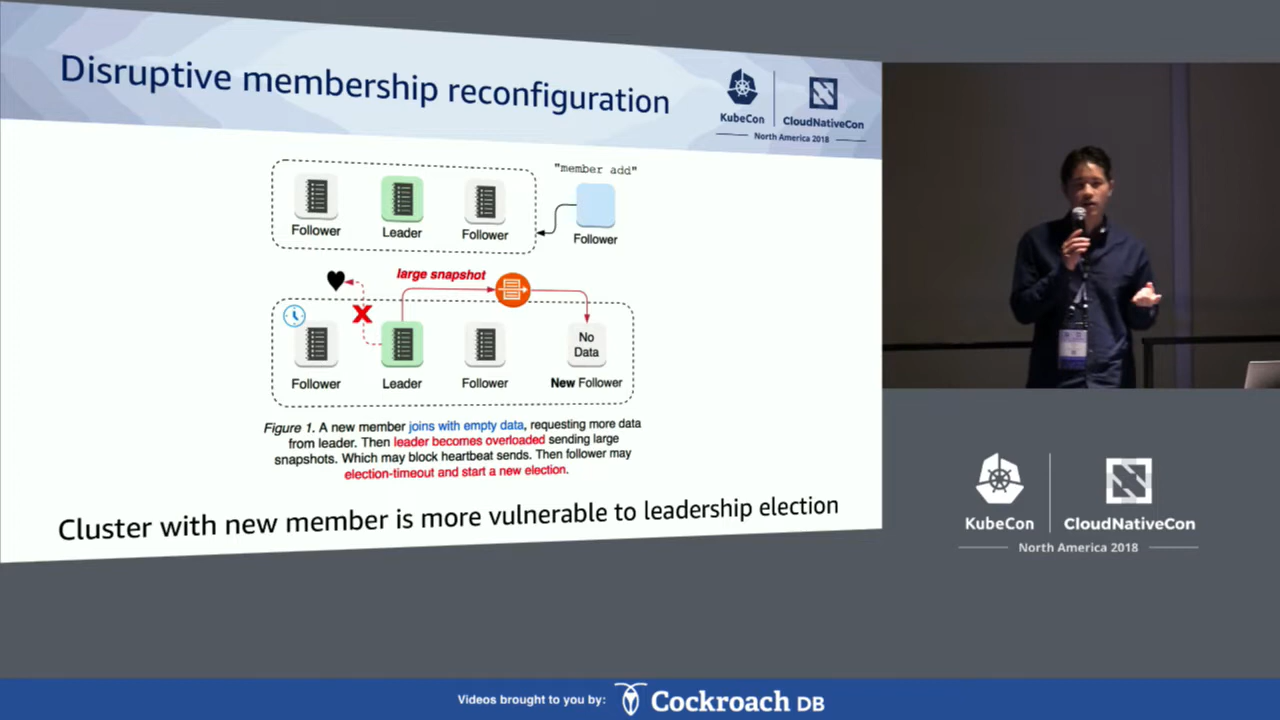 Disruptive membership reconfiguration
KubeCon
CloudNativeCon
North America 2018
"member add"
Follower
Leader
Follower
Follower
large snapshot
No
Data
Follower
Leader
Follower
New Follower
Figure 1. A new member joins with empty data, requesting more data
from leader. Then leader becomes overloaded sending large
snapshots. Which may block heartbeat sends. Then follower may
election-timeout and start a new election.
Cluster with new member is more vulnerable to leadership election
KubeCon
CloudNativeCon
North America 2018
Videos brought to you by:
Cockroach DB